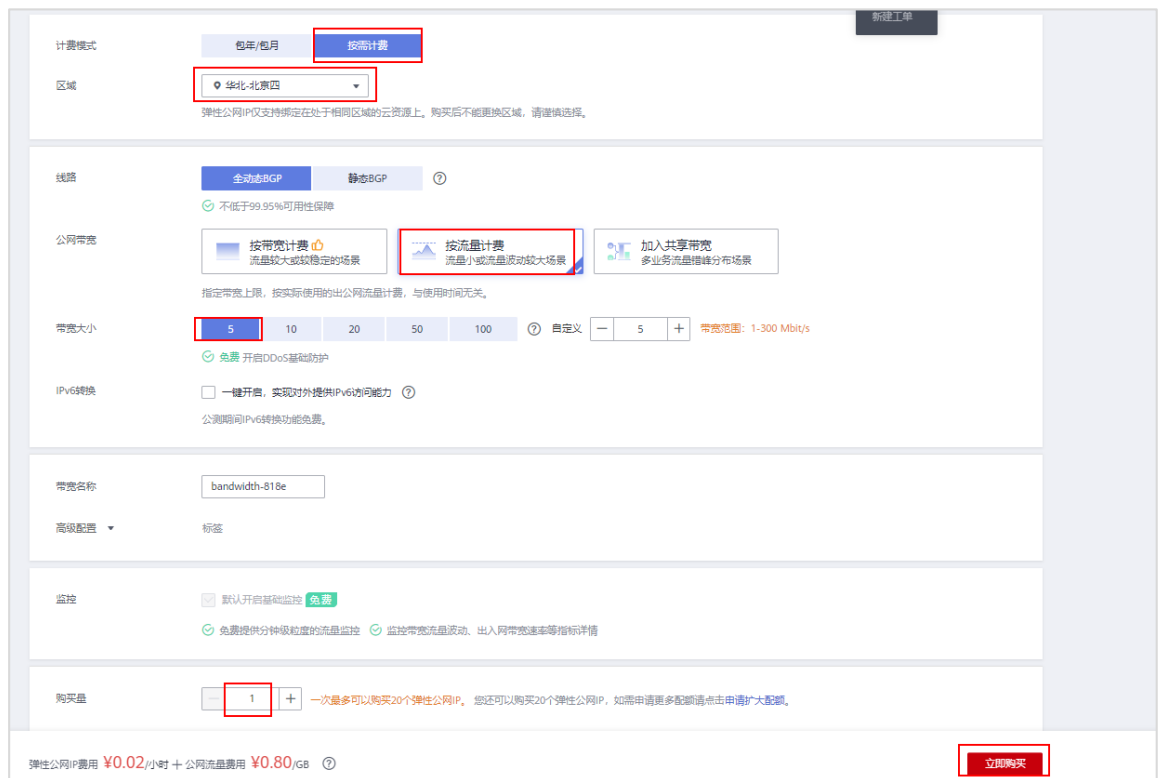 新建工单
计费模式 包年/包月 按需计费
区域 华北-北京四
弹性公网IP仅支持绑定在处于相同区域的云资源上。购买后不能更换区域，请谨慎选择。
线路 全动态BGP 静态BGP ?
不低于99.95%可用性保障
公网带宽 按带宽计费 按流量计费 加入共享带宽
流量较大或较稳定的场景 流量小或流量波动较大场景 多业务流量错峰分布场景
指定带宽上限，按实际使用的出公网流量计费，与使用时间无关。
带宽大小 5 10 20 50 100 ? 自定义 － 5 ＋ 带宽范围：1-300 Mbit/s
免费 开启DDoS基础防护
IPv6转换 一键开启，实现对外提供IPv6访问能力 ?
公测期间IPv6转换功能免费。
带宽名称 bandwidth-818e
高级配置 标签
监控 默认开启基础监控 免费
免费提供分钟级粒度的流量监控 监控带宽流量波动、出入网带宽速率等指标详情
购买量 － 1 ＋ 一次最多可以购买20个弹性公网IP。 您还可以购买20个弹性公网IP，如需申请更多配额请点击申请扩大配额。
弹性公网IP费用 ¥0.02/小时 ＋ 公网流量费用 ¥0.80/GB ? 立即购买